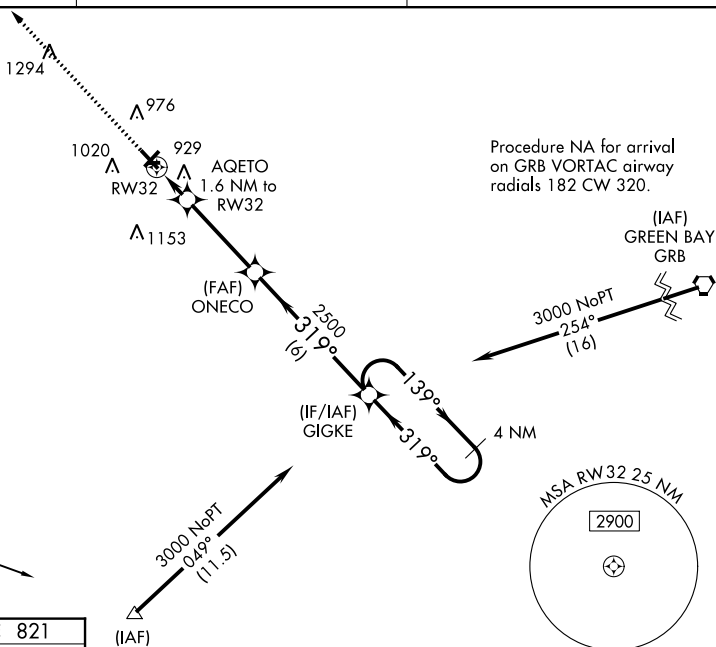 1294
976
1020
929
RW32
AQETO
1.6 NM to
RW32
1153
(FAF)
ONECO
2500
319°
(6)
Procedure NA for arrival
on GRB VORTAC airway
radials 182 CW 320.
(IAF)
GREEN BAY
GRB
3000 NoPT
254°
(16)
(IF/IAF)
GIGKE
139°
319°
4 NM
3000 NoPT
049°
(11.5)
(IAF)
821
MSA RW32 25 NM
2900